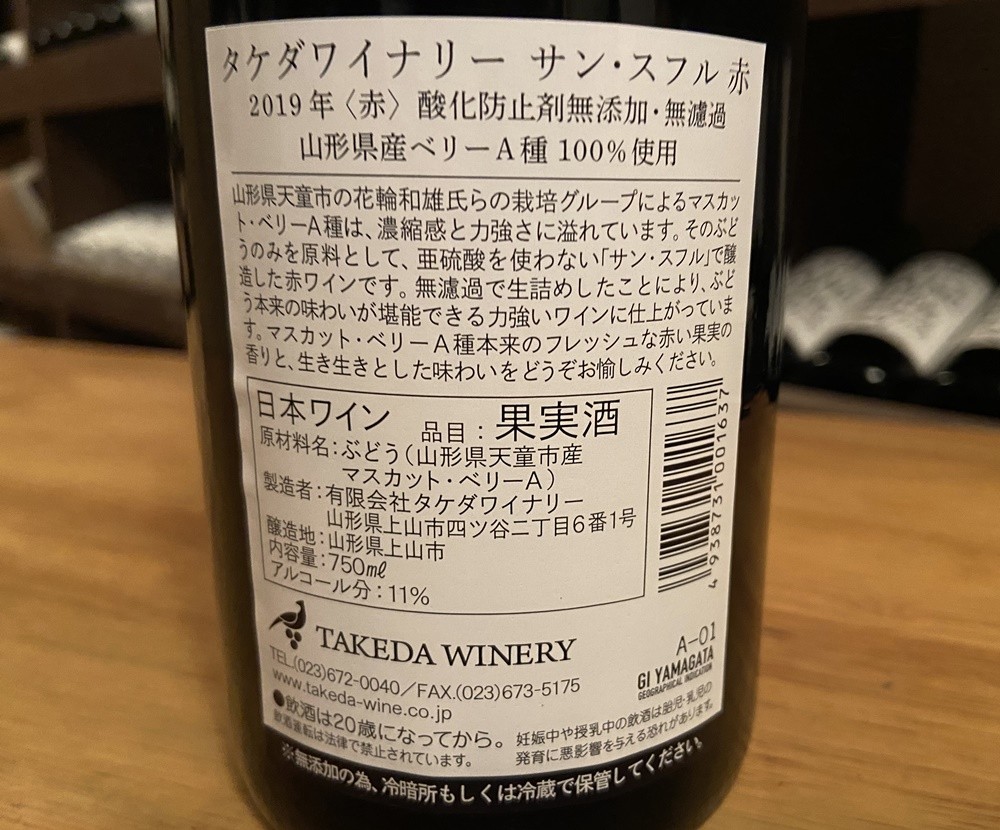 タケダワイナリー サン・スフル 赤
2019年〈赤〉酸化防止剤無添加・無濾過
山形県産ベリーA種 100%使用
山形県天童市の花輪和雄氏らの栽培グループによるマスカッ
ト・ベリーA種は、濃縮感と力強さに溢れています。そのぶど
うのみを原料として、亜硫酸を使わない「サン・スフル」で醸
造した赤ワインです。無濾過で生詰めしたことにより、ぶど
う本来の味わいが堪能できる力強いワインに仕上がっていま
す。マスカット・ベリーA種本来のフレッシュな赤い果実の
香りと、生き生きとした味わいをどうぞお愉しみください。
日本ワイン 品目：果実酒
原材料名：ぶどう（山形県天童市産
マスカット・ベリーA）
製造者：有限会社タケダワイナリー
山形県上山市四ツ谷二丁目6番1号
醸造地：山形県上山市
内容量：750㎖
アルコール分：11%
4938731001637
TAKEDA WINERY
TEL.(023)672-0040／FAX.(023)673-5175
www.takeda-wine.co.jp
A-01
GI YAMAGATA
GEOGRAPHICAL INDICATION
●飲酒は20歳になってから。
飲酒運転は法律で禁止されています。
妊娠中や授乳中の飲酒は胎児・乳児の
発育に悪影響を与える恐れがあります。
※無添加の為、冷暗所もしくは冷蔵で保管してください。